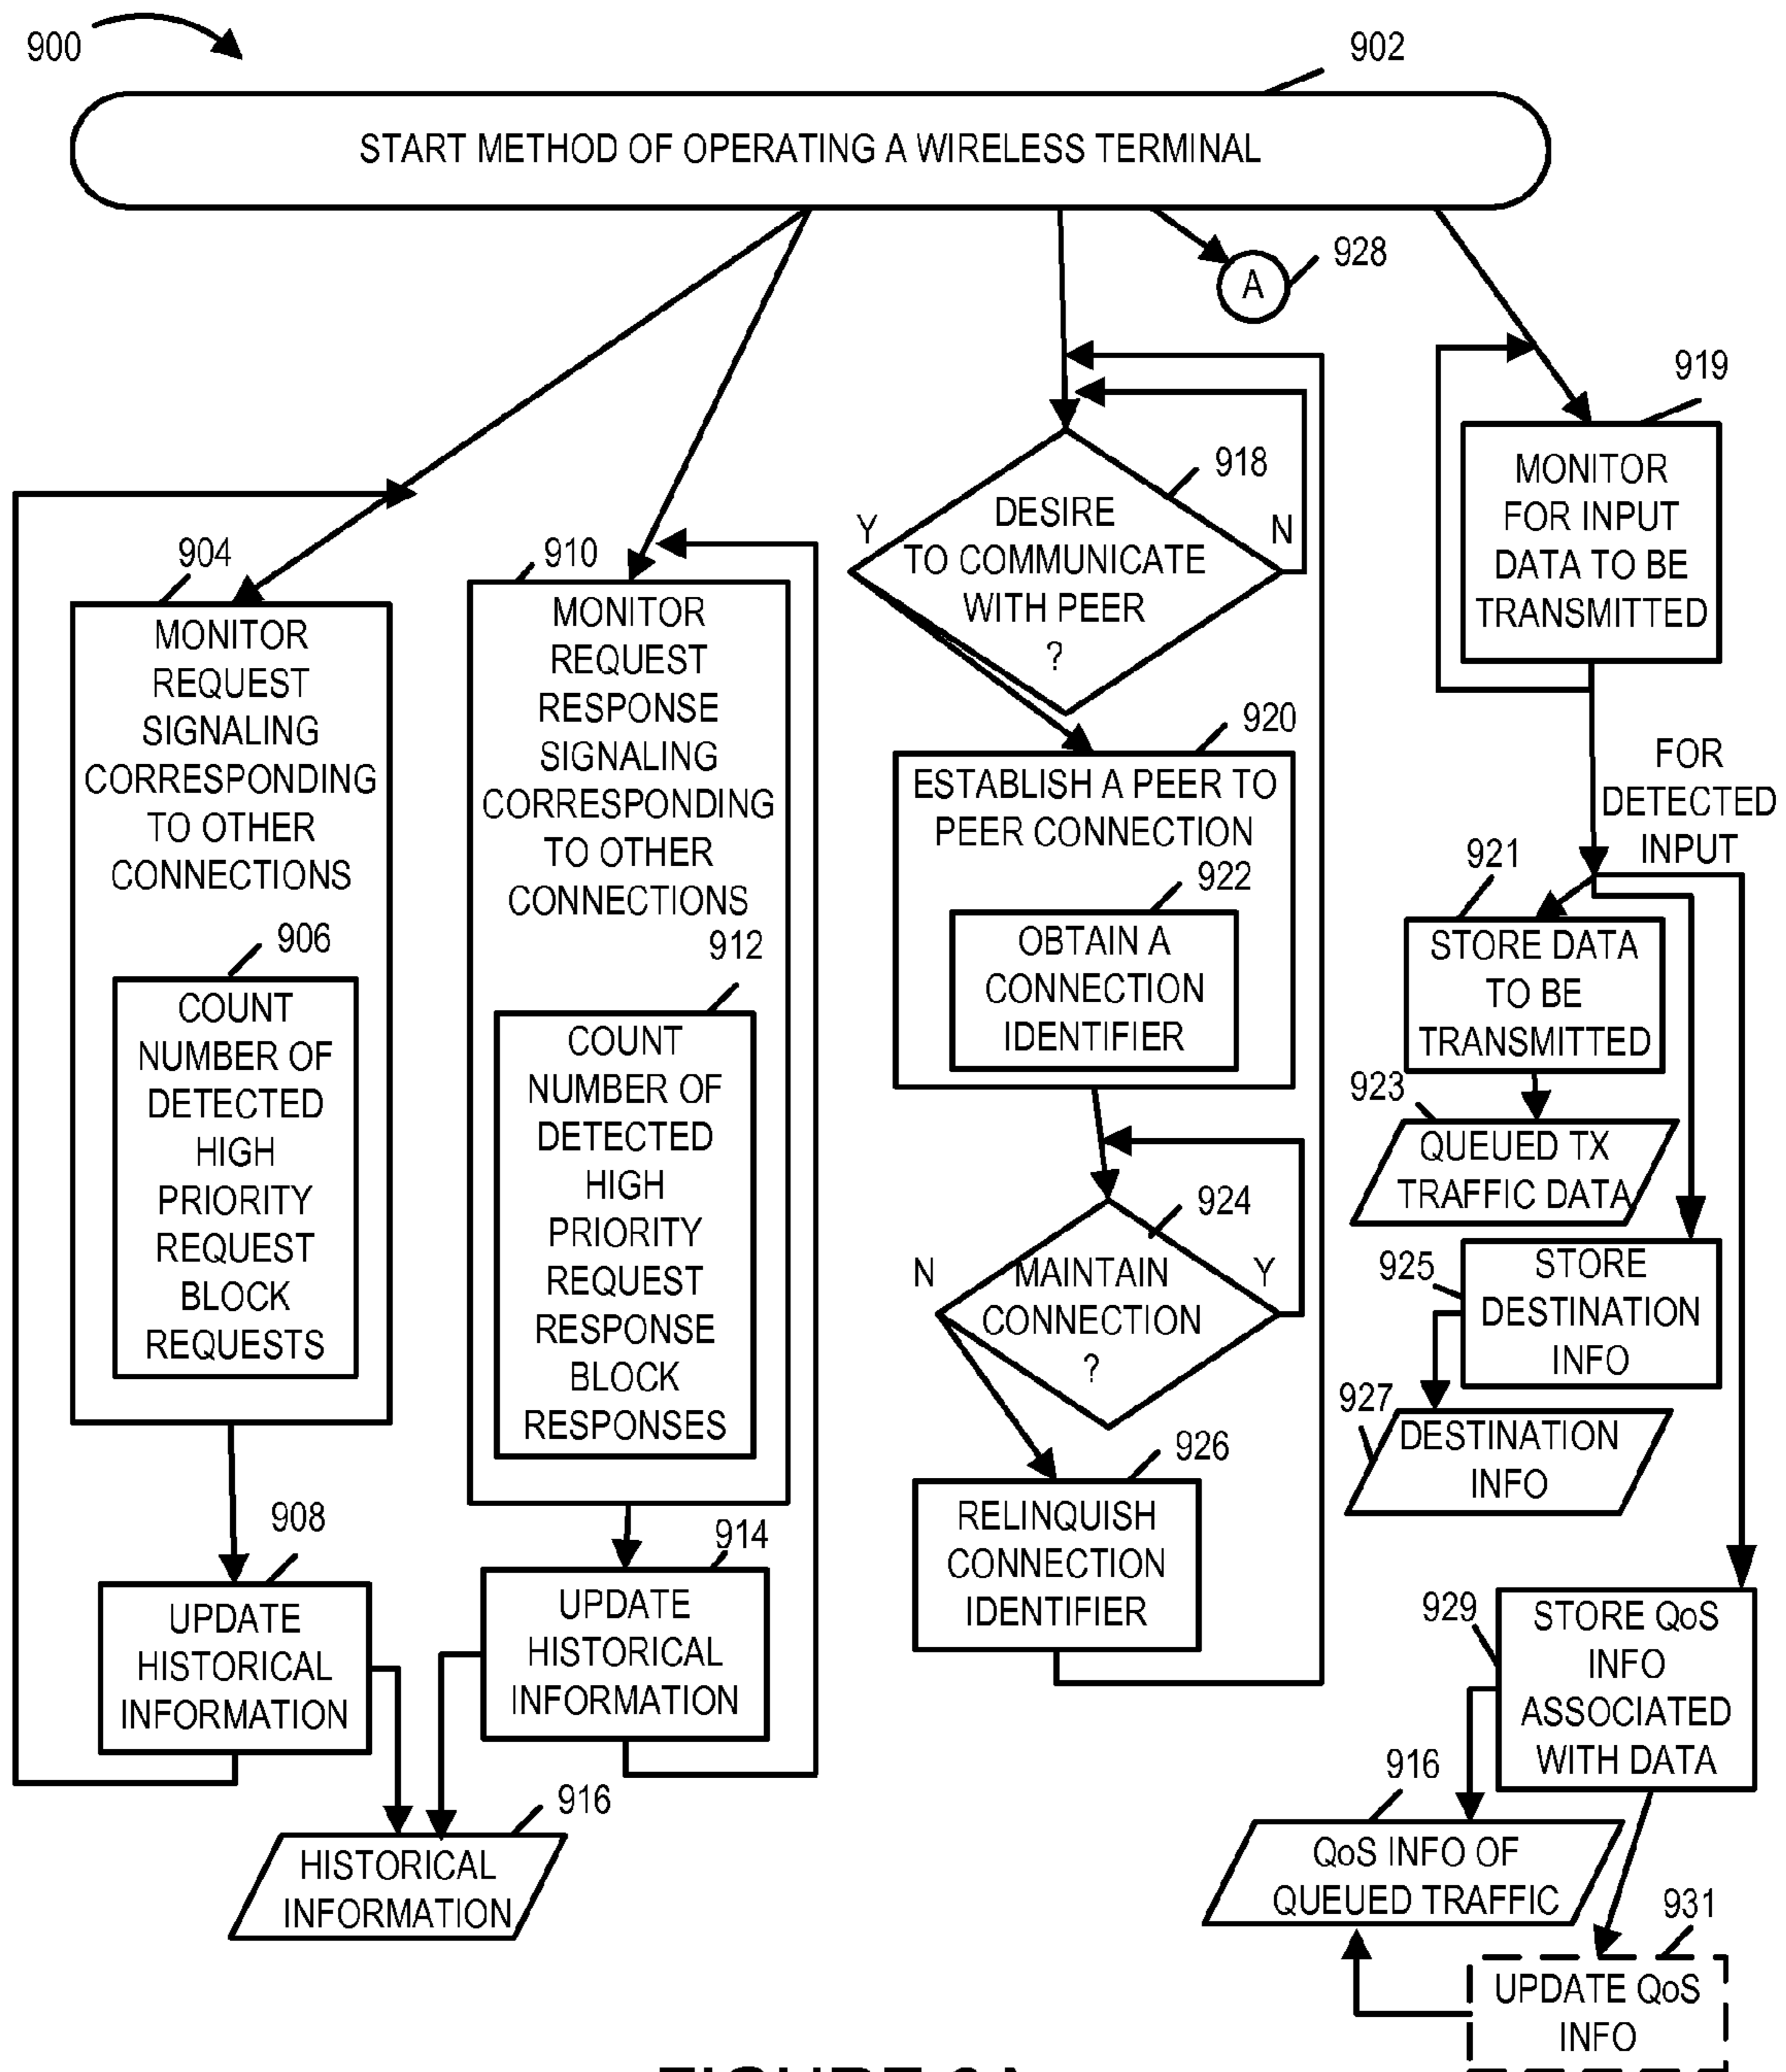 900
902
START METHOD OF OPERATING A WIRELESS TERMINAL
A
928
904
MONITOR
REQUEST
SIGNALING
CORRESPONDING
TO OTHER
CONNECTIONS
906
COUNT
NUMBER OF
DETECTED
HIGH
PRIORITY
REQUEST
BLOCK
REQUESTS
908
UPDATE
HISTORICAL
INFORMATION
910
MONITOR
REQUEST
RESPONSE
SIGNALING
CORRESPONDING
TO OTHER
CONNECTIONS
912
COUNT
NUMBER OF
DETECTED
HIGH
PRIORITY
REQUEST
RESPONSE
BLOCK
RESPONSES
914
UPDATE
HISTORICAL
INFORMATION
916
HISTORICAL
INFORMATION
918
Y
N
DESIRE
TO COMMUNICATE
WITH PEER
?
920
ESTABLISH A PEER TO
PEER CONNECTION
922
OBTAIN A
CONNECTION
IDENTIFIER
924
N
Y
MAINTAIN
CONNECTION
?
926
RELINQUISH
CONNECTION
IDENTIFIER
919
MONITOR
FOR INPUT
DATA TO BE
TRANSMITTED
FOR
DETECTED
INPUT
921
STORE DATA
TO BE
TRANSMITTED
923
QUEUED TX
TRAFFIC DATA
925
STORE
DESTINATION
INFO
927
DESTINATION
INFO
929
STORE QoS
INFO
ASSOCIATED
WITH DATA
916
QoS INFO OF
QUEUED TRAFFIC
931
UPDATE QoS
INFO